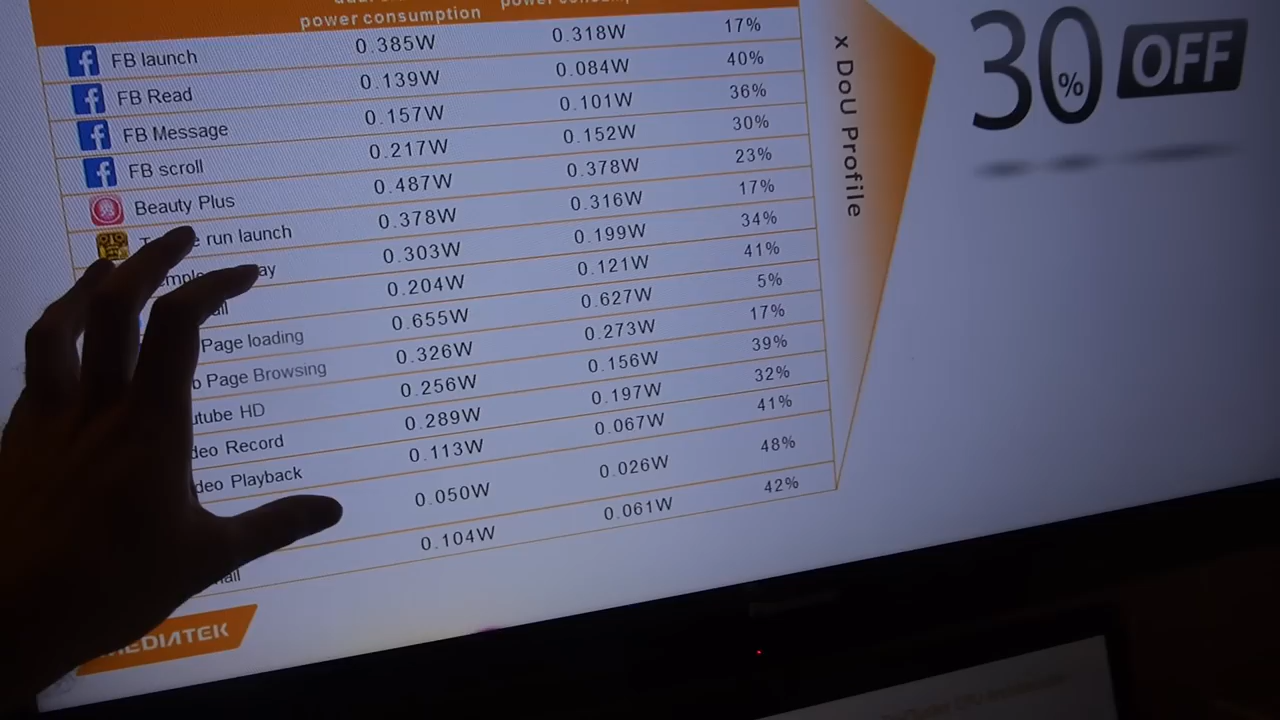 power consumption
FB launch 0.385W 0.318W 17%
FB Read 0.139W 0.084W 40%
FB Message 0.157W 0.101W 36%
FB scroll 0.217W 0.152W 30%
Beauty Plus 0.487W 0.378W 23%
run launch 0.378W 0.316W 17%
0.303W 0.199W 34%
0.204W 0.121W 41%
Page loading 0.655W 0.627W 5%
Page Browsing 0.326W 0.273W 17%
utube HD 0.256W 0.156W 39%
deo Record 0.289W 0.197W 32%
deo Playback 0.113W 0.067W 41%
0.050W 0.026W 48%
0.104W 0.061W 42%
x DoU Profile
30% OFF
MEDIATEK